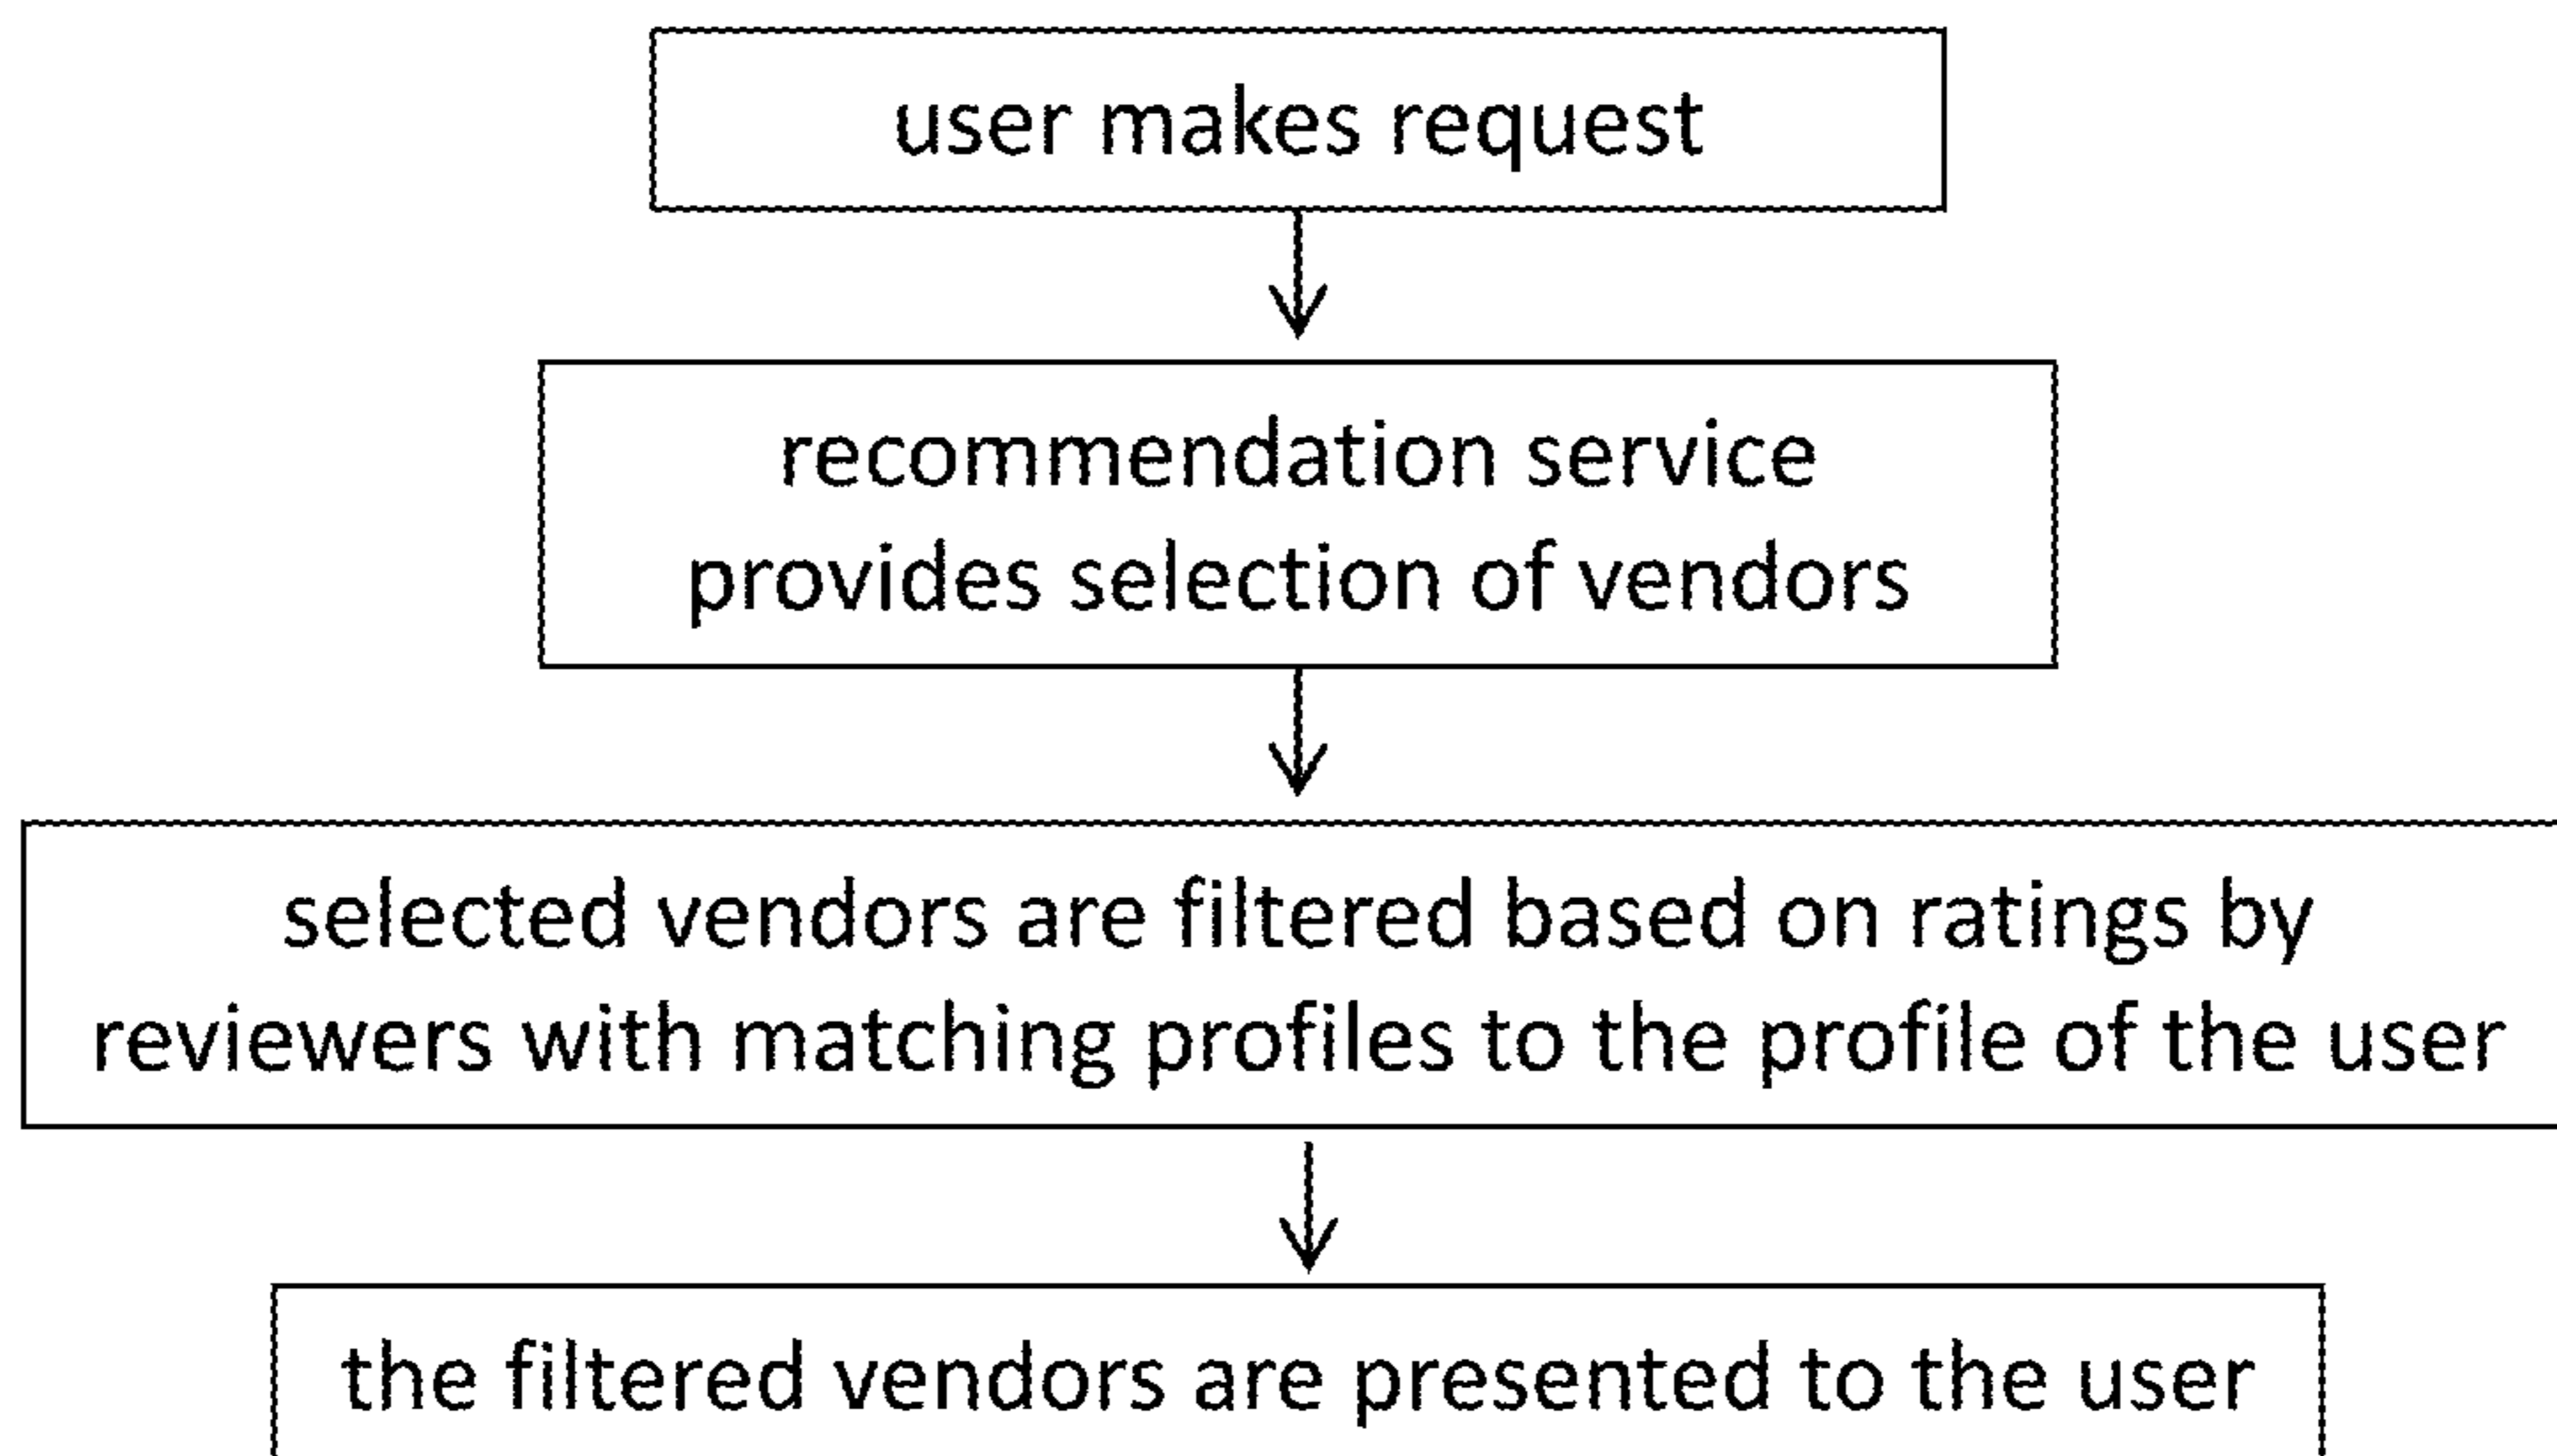 user makes request
recommendation service
provides selection of vendors
selected vendors are filtered based on ratings by
reviewers with matching profiles to the profile of the user
the filtered vendors are presented to the user